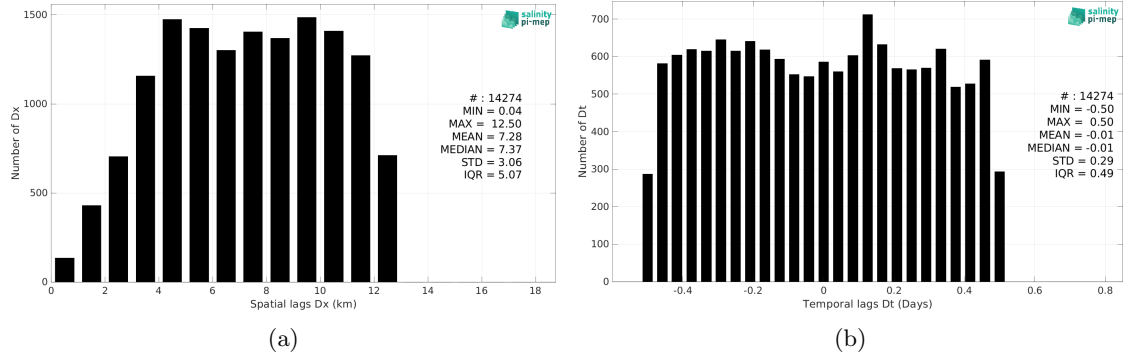 1500
1000
500
0
0
2
4
6
8
10
12
14
16
18
Number of Dx
Spatial lags Dx (km)
salinity
pi-mep
# : 14274
MIN = 0.04
MAX = 12.50
MEAN = 7.28
MEDIAN = 7.37
STD = 3.06
IQR = 5.07
(a)
700
600
500
400
300
200
100
0
-0.4
-0.2
0
0.2
0.4
0.6
0.8
Number of Dt
Temporal lags Dt (Days)
salinity
pi-mep
# : 14274
MIN = -0.50
MAX = 0.50
MEAN = -0.01
MEDIAN = -0.01
STD = 0.29
IQR = 0.49
(b)